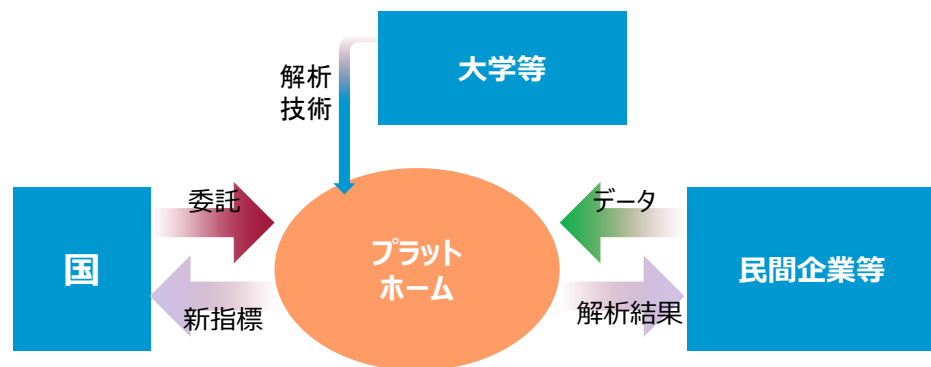 大学等
解析
技術
委託
データ
国
プラット
ホーム
民間企業等
新指標
解析結果